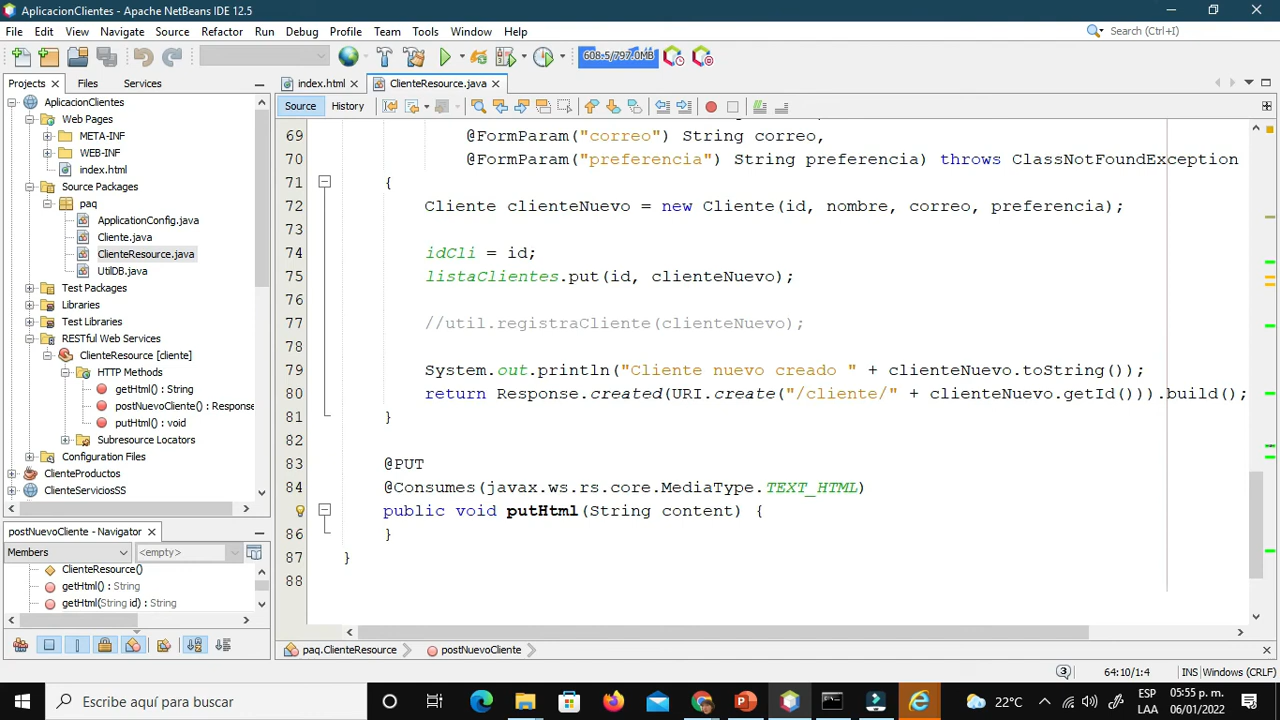 AplicacionClientes - Apache NetBeans IDE 12.5
File Edit View Navigate Source Refactor Run Debug Profile Team Tools Window Help
Search (Ctrl+I)
608.5/797.0MB
Projects Files Services
index.html ClienteResource.java
Source History
AplicacionClientes
Web Pages
META-INF
WEB-INF
index.html
Source Packages
paq
ApplicationConfig.java
Cliente.java
ClienteResource.java
UtilDB.java
Test Packages
Libraries
Test Libraries
RESTful Web Services
ClienteResource [cliente]
HTTP Methods
getHtml() : String
postNuevoCliente() : Response
putHtml() : void
Subresource Locators
Configuration Files
ClienteProductos
ClienteServiciosSS
69 @FormParam("correo") String correo,
70 @FormParam("preferencia") String preferencia) throws ClassNotFoundException
71 {
72 Cliente clienteNuevo = new Cliente(id, nombre, correo, preferencia);
73
74 idCli = id;
75 listaClientes.put(id, clienteNuevo);
76
77 //util.registraCliente(clienteNuevo);
78
79 System.out.println("Cliente nuevo creado " + clienteNuevo.toString());
80 return Response.created(URI.create("/cliente/" + clienteNuevo.getId())).build();
81 }
82
83 @PUT
84 @Consumes(javax.ws.rs.core.MediaType.TEXT_HTML)
85 public void putHtml(String content) {
86 }
87 }
88
postNuevoCliente - Navigator
Members <empty>
ClienteResource()
getHtml() : String
getHtml(String id) : String
paq.ClienteResource postNuevoCliente
3 64:10/1:4 INS Windows (CRLF)
Escribe aquí para buscar
22°C
ESP
LAA
05:55 p. m.
06/01/2022